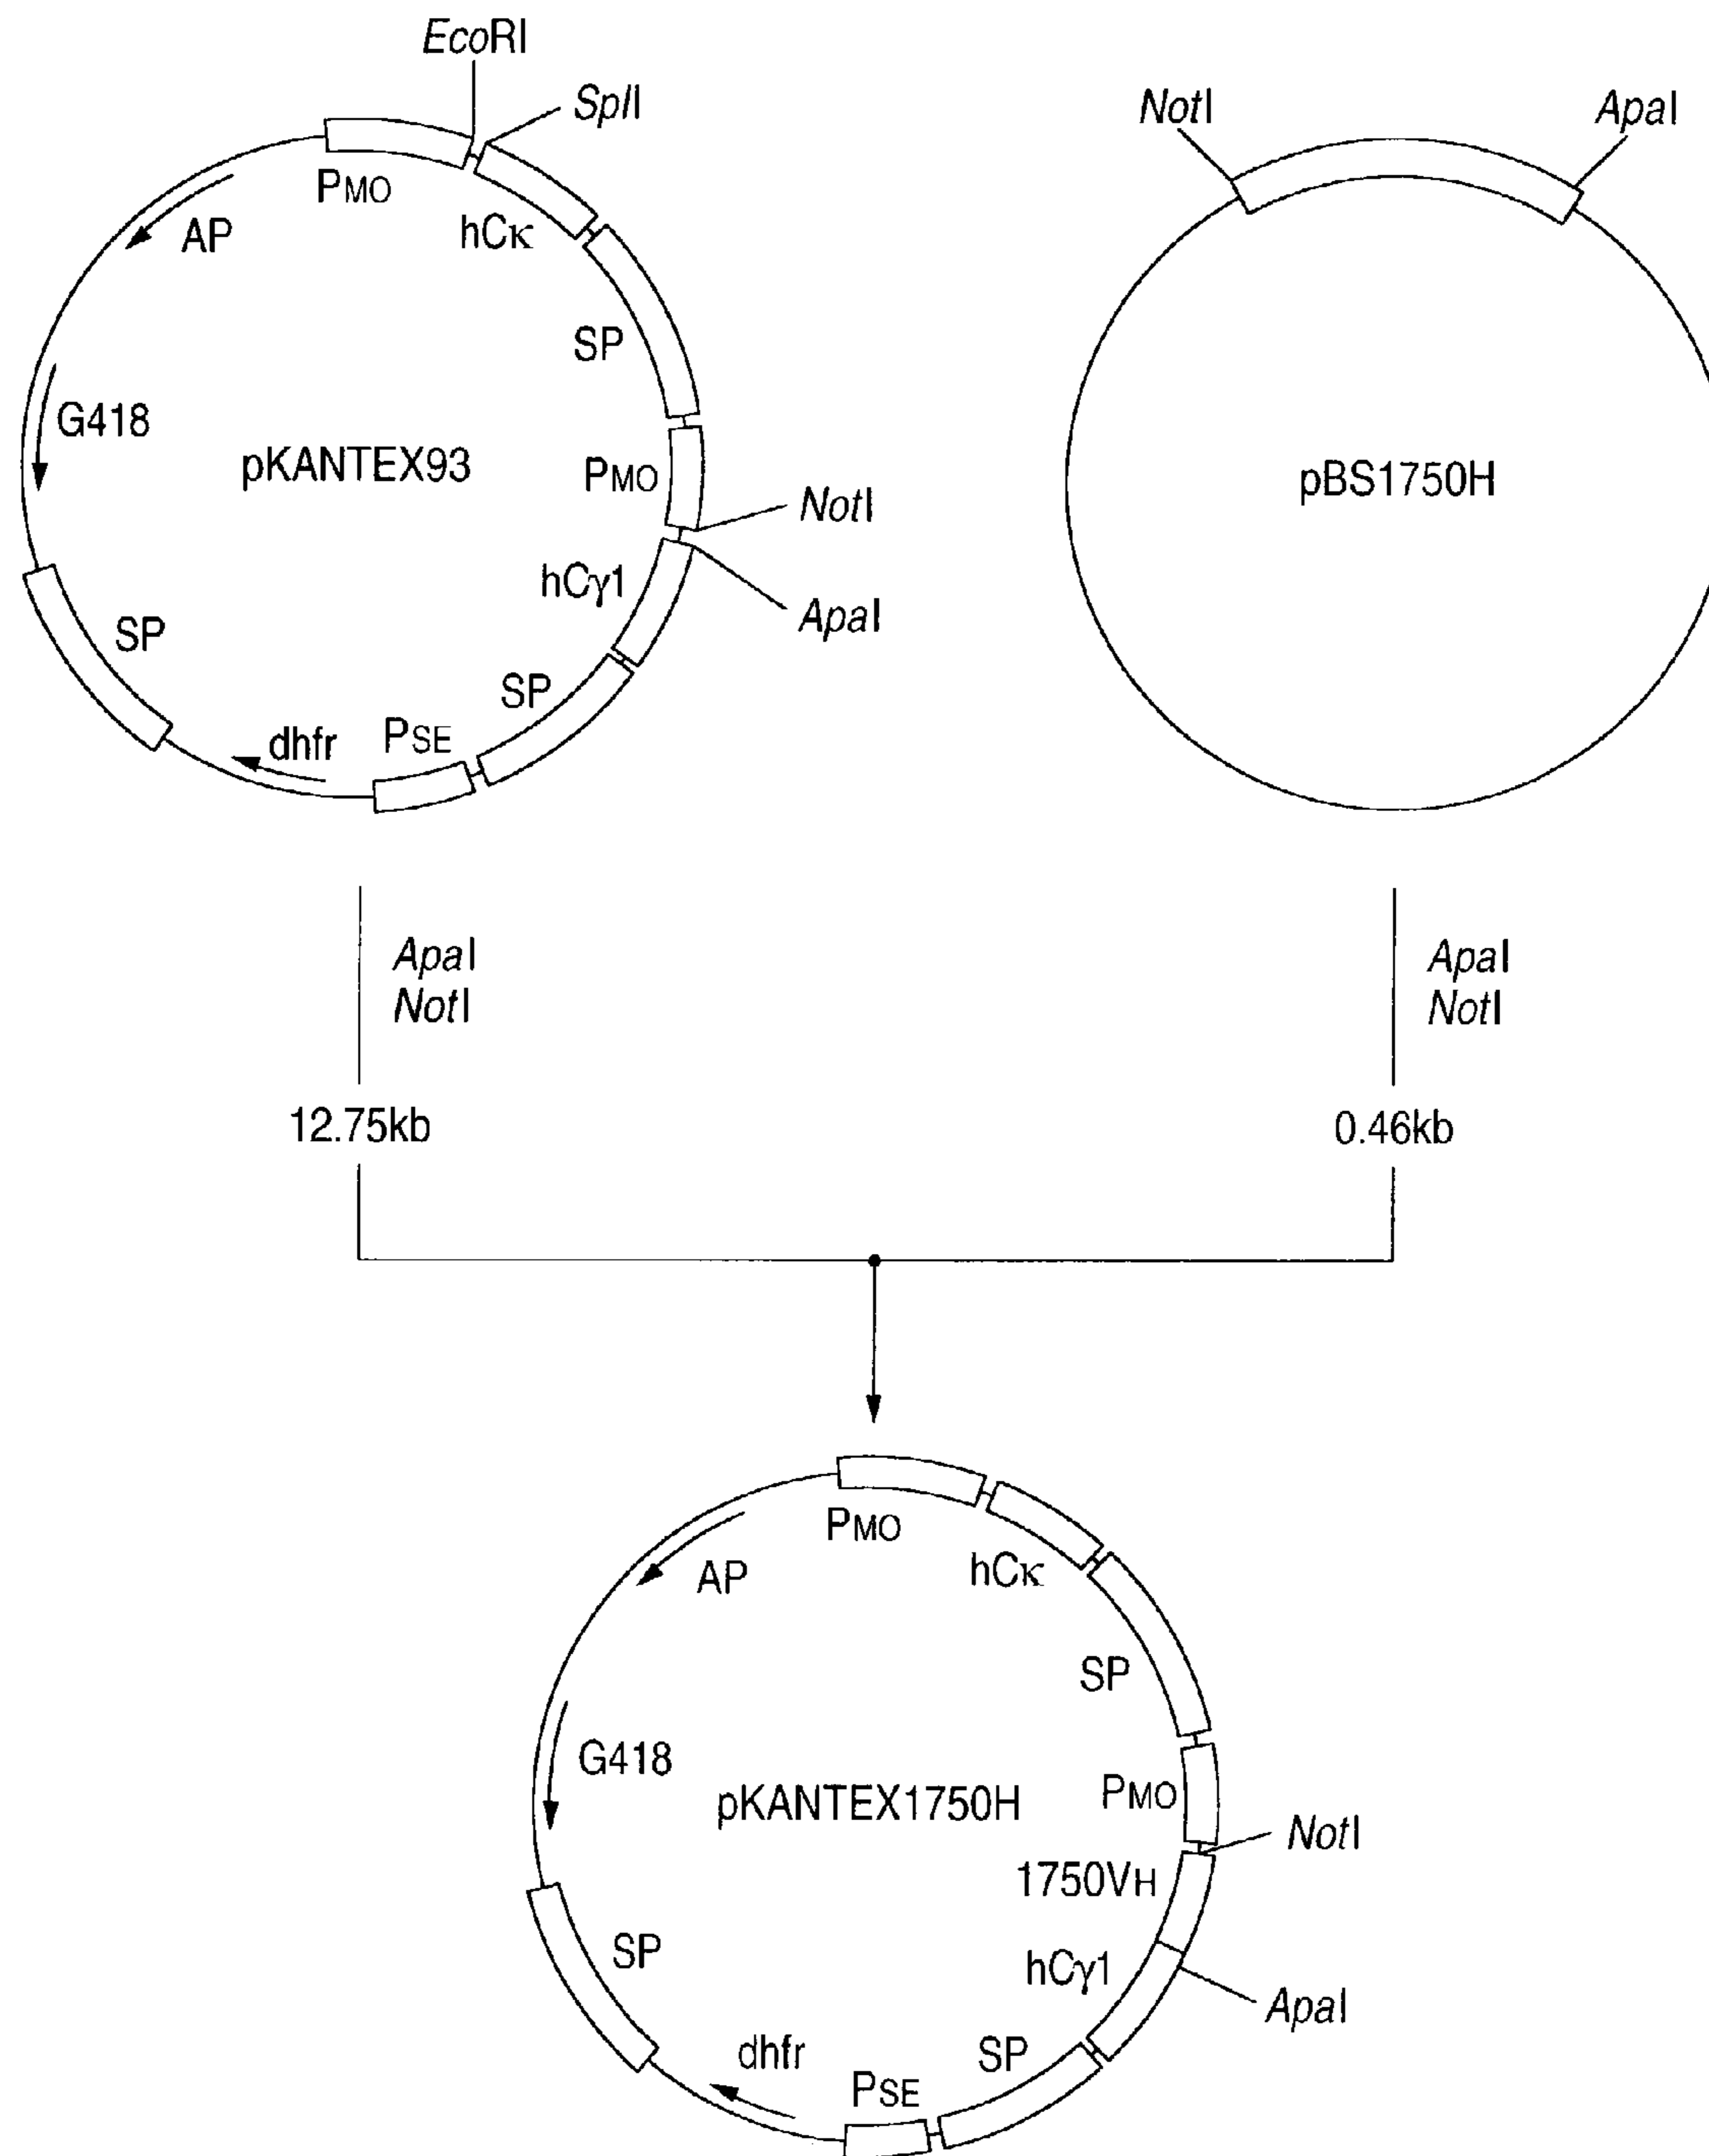 EcoRI
SplI
PMO
hCκ
AP
SP
G418
pKANTEX93
PMO
NotI
hCγ1
ApaI
SP
SP
PSE
dhfr
NotI
ApaI
pBS1750H
ApaI
NotI
12.75kb
ApaI
NotI
0.46kb
PMO
hCκ
AP
SP
G418
pKANTEX1750H
PMO
NotI
1750VH
hCγ1
ApaI
SP
SP
dhfr
PSE